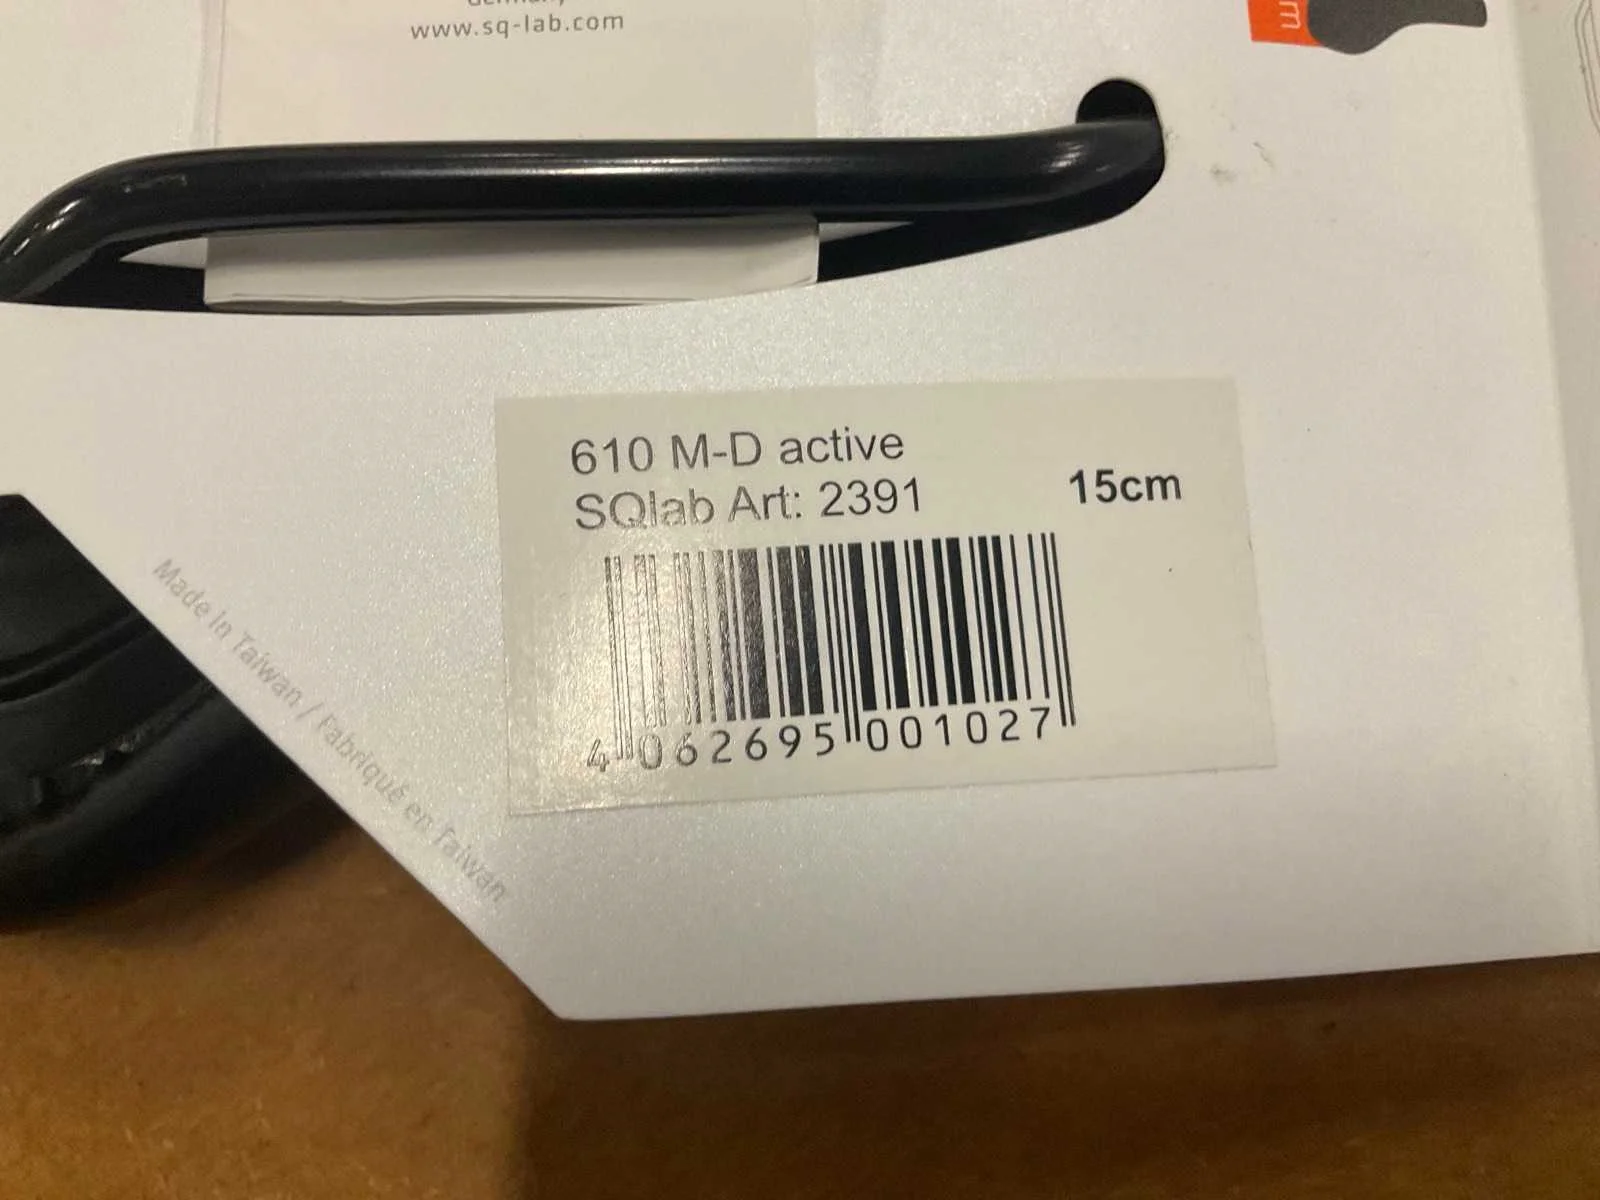 Germany,
www.sq-lab.com
m
610 M-D active
SQlab Art: 2391
15cm
4 062695 001027
Made in Taiwan / Fabriqué en Taiwan